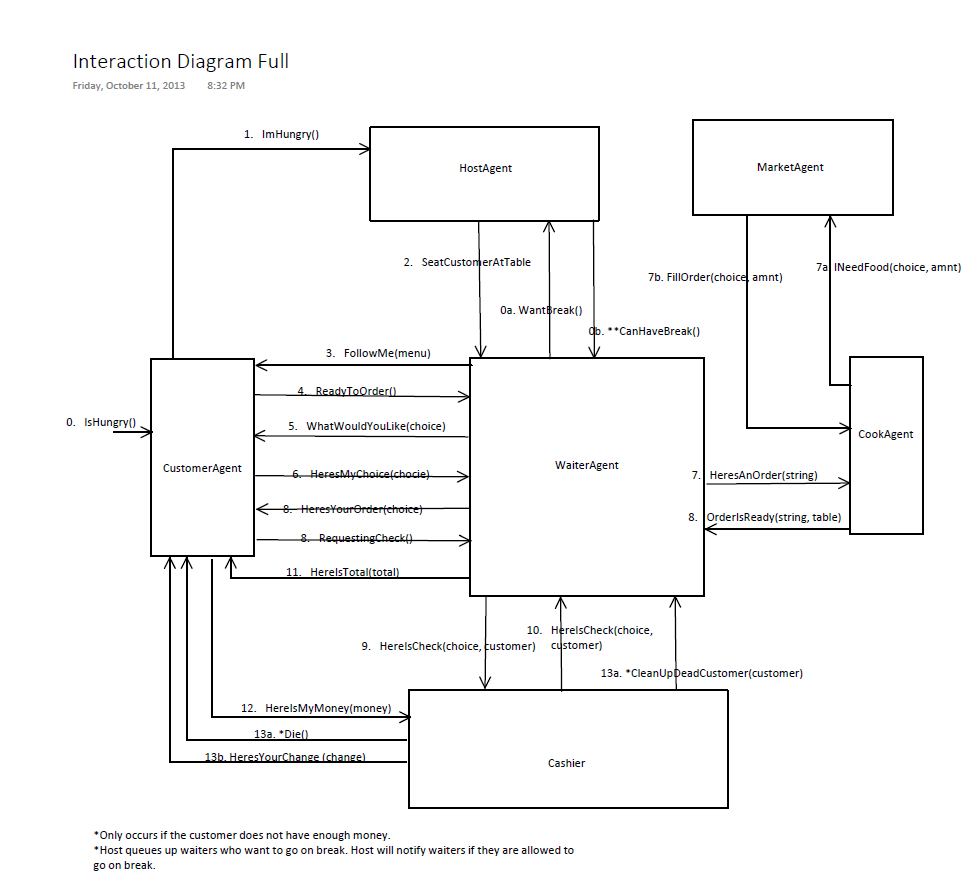 Interaction Diagram Full
Friday, October 11, 2013 8:32 PM
1. ImHungry()
HostAgent
MarketAgent
2. SeatCustomerAtTable
7b. FillOrder(choice, amnt)
7a. INeedFood(choice, amnt)
0a. WantBreak()
0b. **CanHaveBreak()
3. FollowMe(menu)
4. ReadyToOrder()
0. IsHungry()
5. WhatWouldYouLike(choice)
CookAgent
CustomerAgent
WaiterAgent
6. HeresMyChoice(chocie)
7. HeresAnOrder(string)
8. HeresYourOrder(choice)
8. OrderIsReady(string, table)
8. RequestingCheck()
11. HereIsTotal(total)
10. HereIsCheck(choice,
customer)
9. HereIsCheck(choice, customer)
13a. *CleanUpDeadCustomer(customer)
12. HereIsMyMoney(money)
13a. *Die()
13b. HeresYourChange (change)
Cashier
*Only occurs if the customer does not have enough money.
*Host queues up waiters who want to go on break. Host will notify waiters if they are allowed to
go on break.